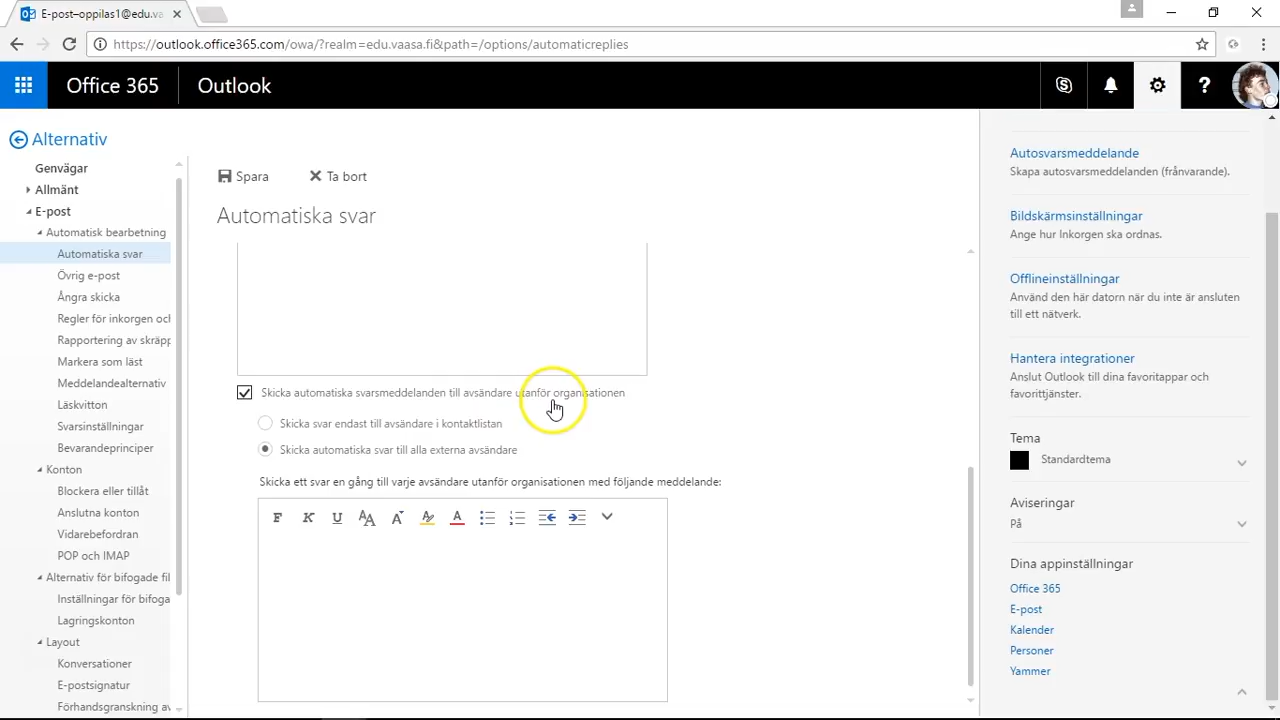 E-post–oppilas1@edu.va
https://outlook.office365.com/owa/?realm=edu.vaasa.fi&path=/options/automaticreplies
Office 365
Outlook
?
Alternativ
Genvägar
Allmänt
E-post
Automatisk bearbetning
Automatiska svar
Övrig e-post
Ångra skicka
Regler för inkorgen och
Rapportering av skräpp
Markera som läst
Meddelandealternativ
Läskvitton
Svarsinställningar
Bevarandeprinciper
Konton
Blockera eller tillåt
Anslutna konton
Vidarebefordran
POP och IMAP
Alternativ för bifogade fil
Inställningar för bifoga
Lagringskonton
Layout
Konversationer
E-postsignatur
Förhandsgranskning av
Spara
Ta bort
Automatiska svar
Skicka automatiska svarsmeddelanden till avsändare utanför organisationen
Skicka svar endast till avsändare i kontaktlistan
Skicka automatiska svar till alla externa avsändare
Skicka ett svar en gång till varje avsändare utanför organisationen med följande meddelande:
F K U AA A A
Autosvarsmeddelande
Skapa autosvarsmeddelanden (frånvarande).
Bildskärmsinställningar
Ange hur Inkorgen ska ordnas.
Offlineinställningar
Använd den här datorn när du inte är ansluten
till ett nätverk.
Hantera integrationer
Anslut Outlook till dina favoritappar och
favorittjänster.
Tema
Standardtema
Aviseringar
På
Dina appinställningar
Office 365
E-post
Kalender
Personer
Yammer